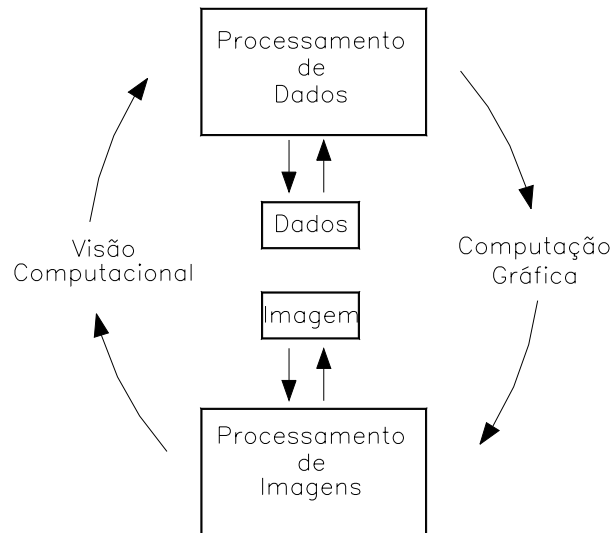 Processamento
de
Dados
Dados
Visão
Computacional
Computação
Gráfica
Imagem
Processamento
de
Imagens